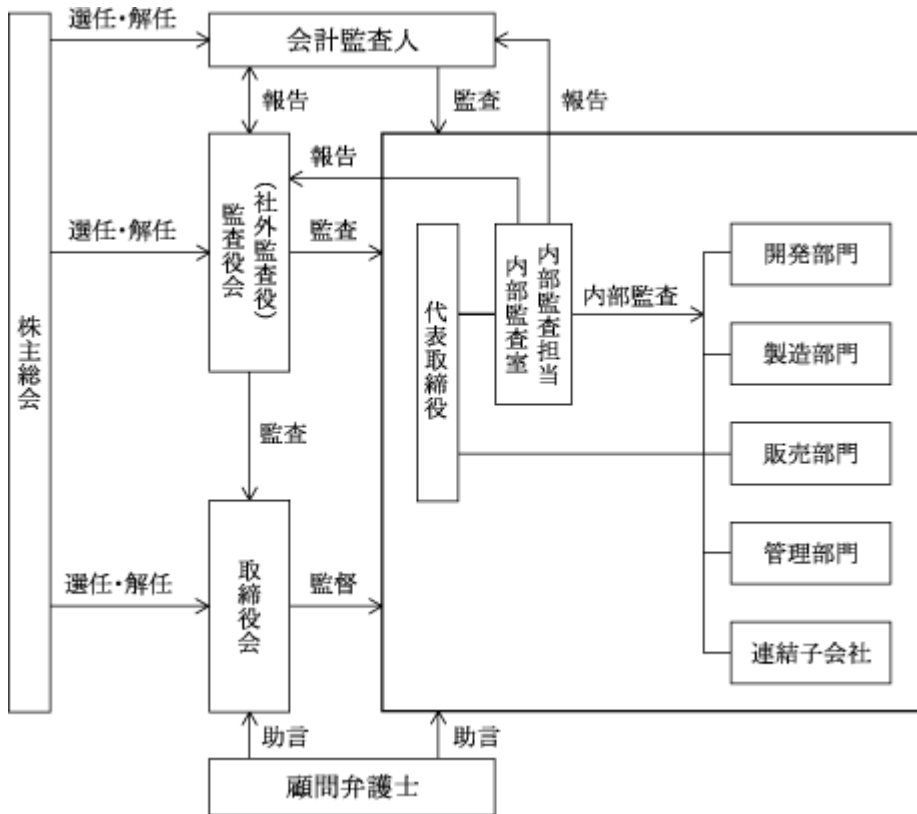 選任・解任
会計監査人
報告
監査
報告
報告
株主総会
選任・解任
監査役会
(社外監査役)
監査
代表取締役
内部監査室
内部監査担当
内部監査
開発部門
製造部門
販売部門
管理部門
連結子会社
監査
選任・解任
取締役会
監督
助言
助言
顧問弁護士